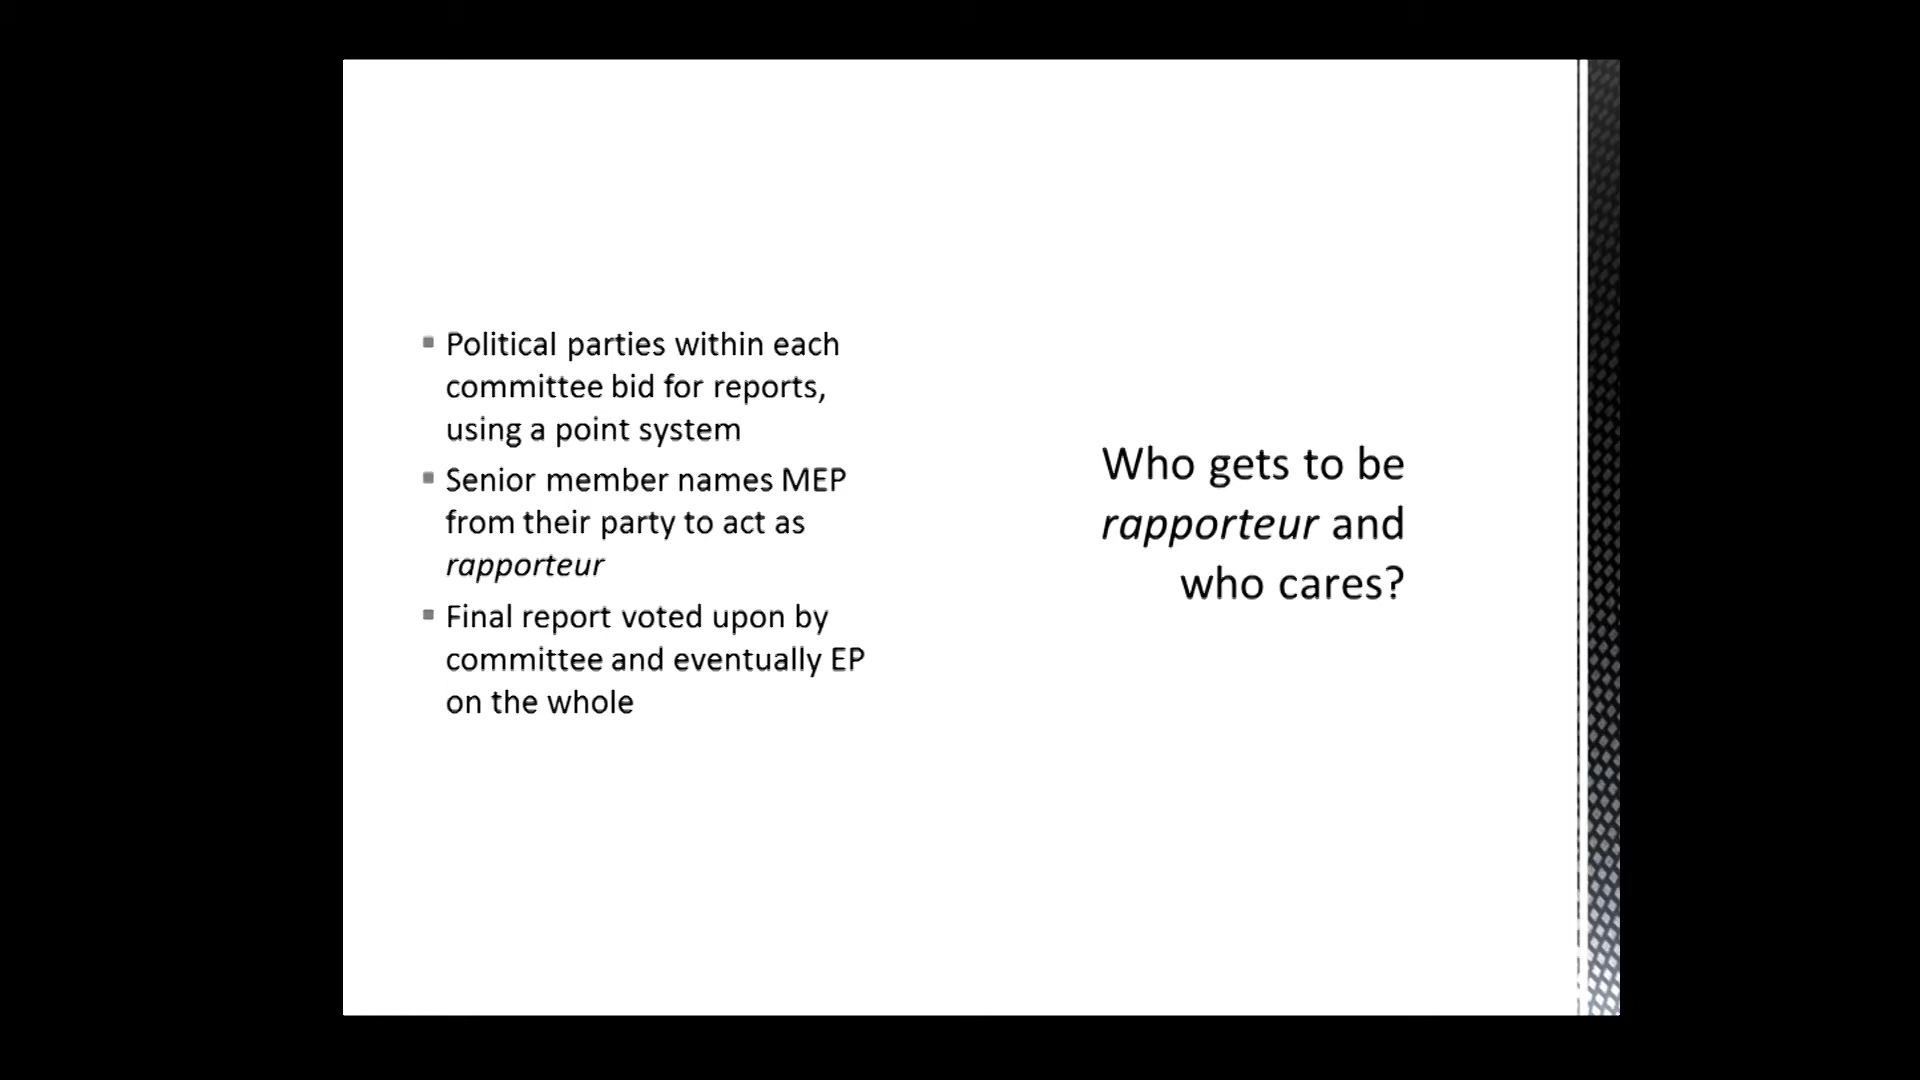 Political parties within each
committee bid for reports,
using a point system
Senior member names MEP
from their party to act as
rapporteur
Final report voted upon by
committee and eventually EP
on the whole
Who gets to be
rapporteur and
who cares?